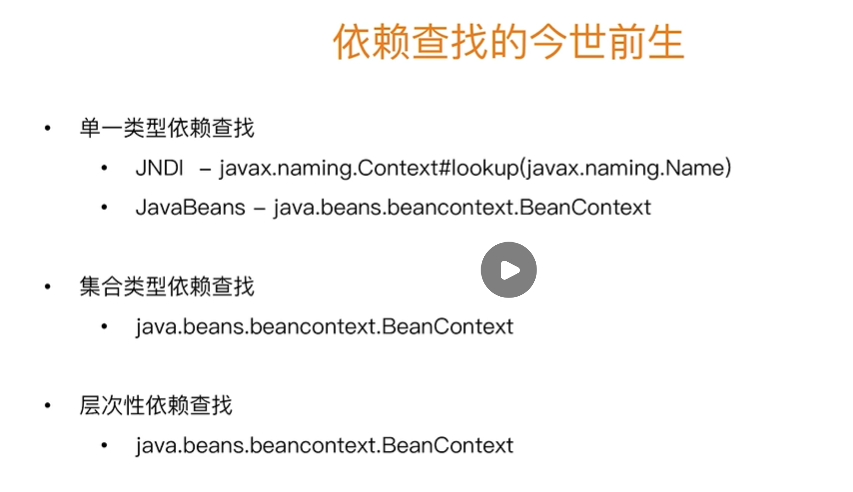 依赖查找的今世前生
• 单一类型依赖查找
• JNDI – javax.naming.Context#lookup(javax.naming.Name)
• JavaBeans – java.beans.beancontext.BeanContext
• 集合类型依赖查找
• java.beans.beancontext.BeanContext
• 层次性依赖查找
• java.beans.beancontext.BeanContext